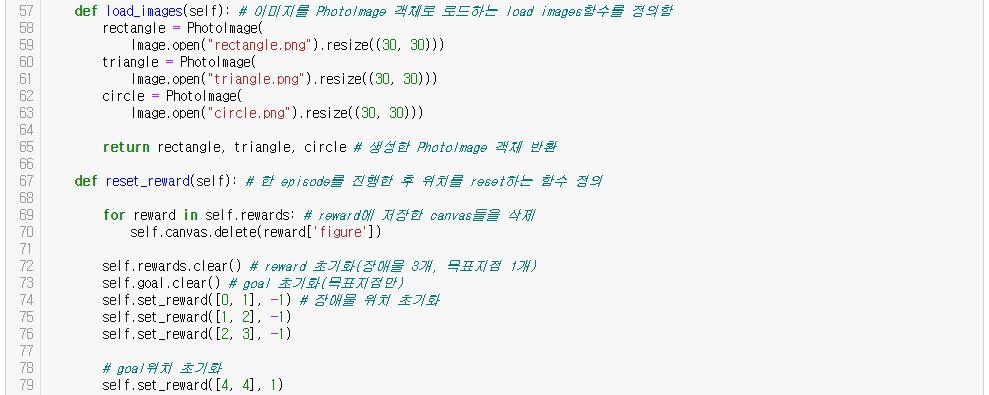 57 def load_images(self): # 이미지를 PhotoImage 객체로 로드하는 load images함수를 정의함
58 rectangle = PhotoImage(
59 Image.open("rectangle.png").resize((30, 30)))
60 triangle = PhotoImage(
61 Image.open("triangle.png").resize((30, 30)))
62 circle = PhotoImage(
63 Image.open("circle.png").resize((30, 30)))
64
65 return rectangle, triangle, circle # 생성한 PhotoImage 객체 반환
66
67 def reset_reward(self): # 한 episode를 진행한 후 위치를 reset하는 함수 정의
68
69 for reward in self.rewards: # reward에 저장한 canvas들을 삭제
70 self.canvas.delete(reward['figure'])
71
72 self.rewards.clear() # reward 초기화(장애물 3개, 목표지점 1개)
73 self.goal.clear() # goal 초기화(목표지점만)
74 self.set_reward([0, 1], -1) # 장애물 위치 초기화
75 self.set_reward([1, 2], -1)
76 self.set_reward([2, 3], -1)
77
78 # goal위치 초기화
79 self.set_reward([4, 4], 1)